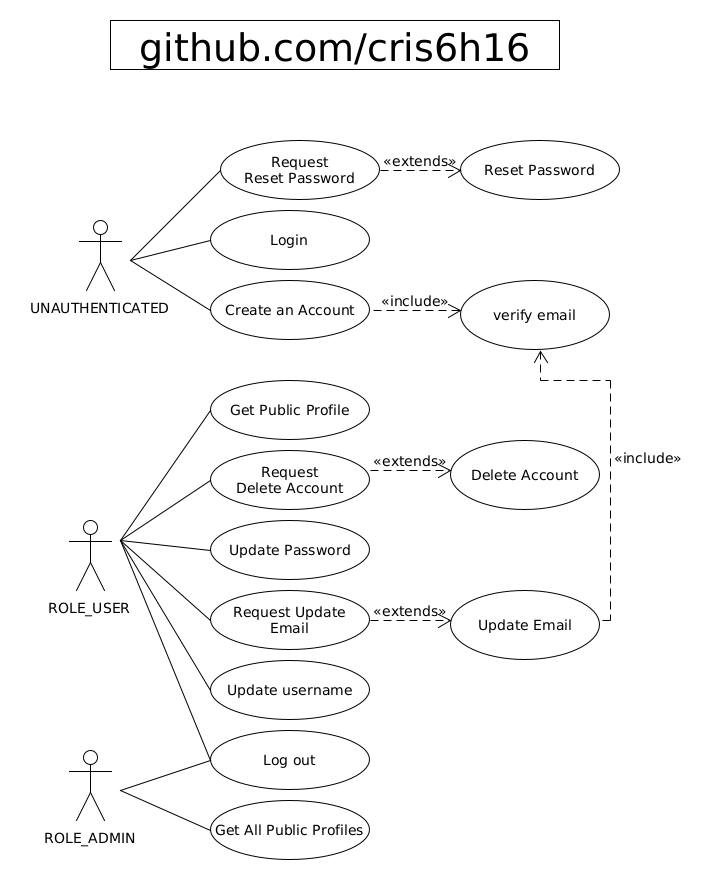 github.com/cris6h16
Request
Reset Password
«extends»
Reset Password
Login
UNAUTHENTICATED
Create an Account
«include»
verify email
Get Public Profile
Request
Delete Account
«extends»
Delete Account
«include»
Update Password
ROLE_USER
Request Update
Email
«extends»
Update Email
Update username
Log out
ROLE_ADMIN
Get All Public Profiles